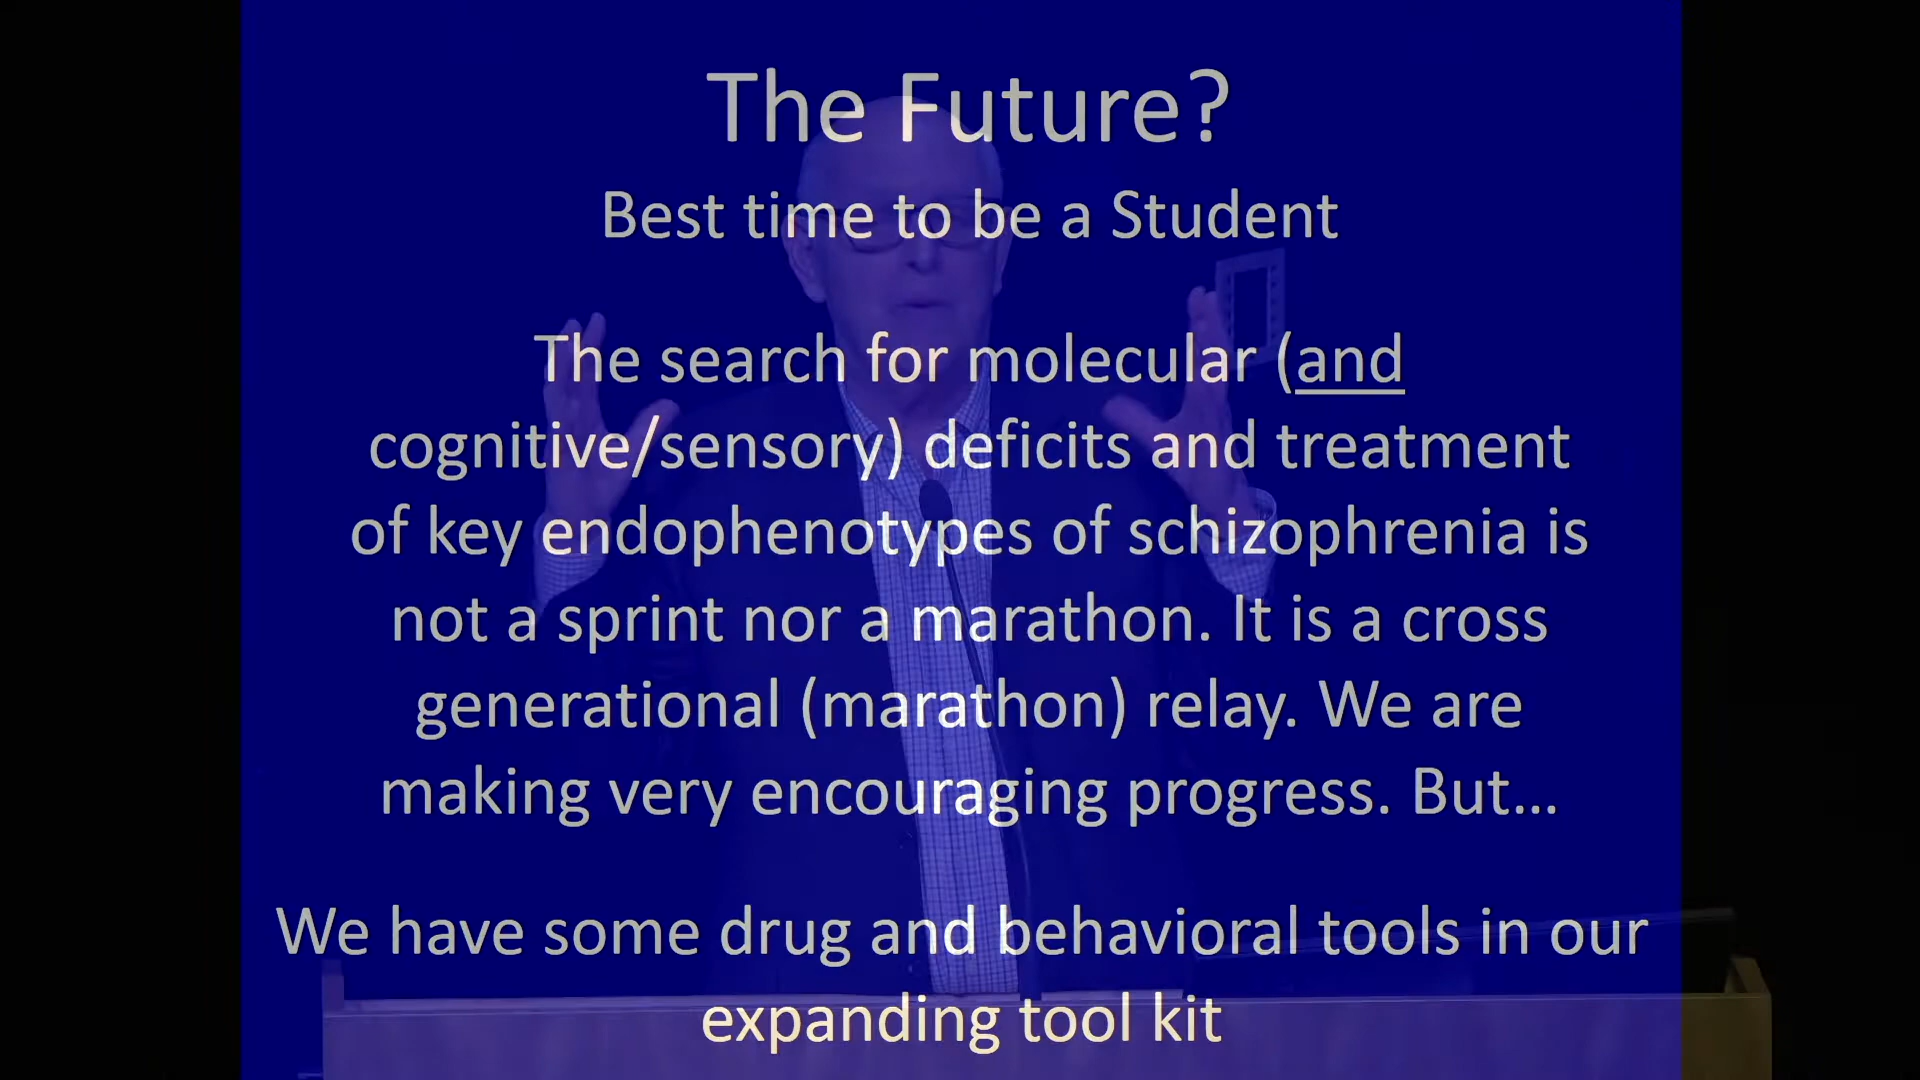 The Future?
Best time to be a Student
The search for molecular (and
cognitive/sensory) deficits and treatment
of key endophenotypes of schizophrenia is
not a sprint nor a marathon. It is a cross
generational (marathon) relay. We are
making very encouraging progress. But...
We have some drug and behavioral tools in our
expanding tool kit